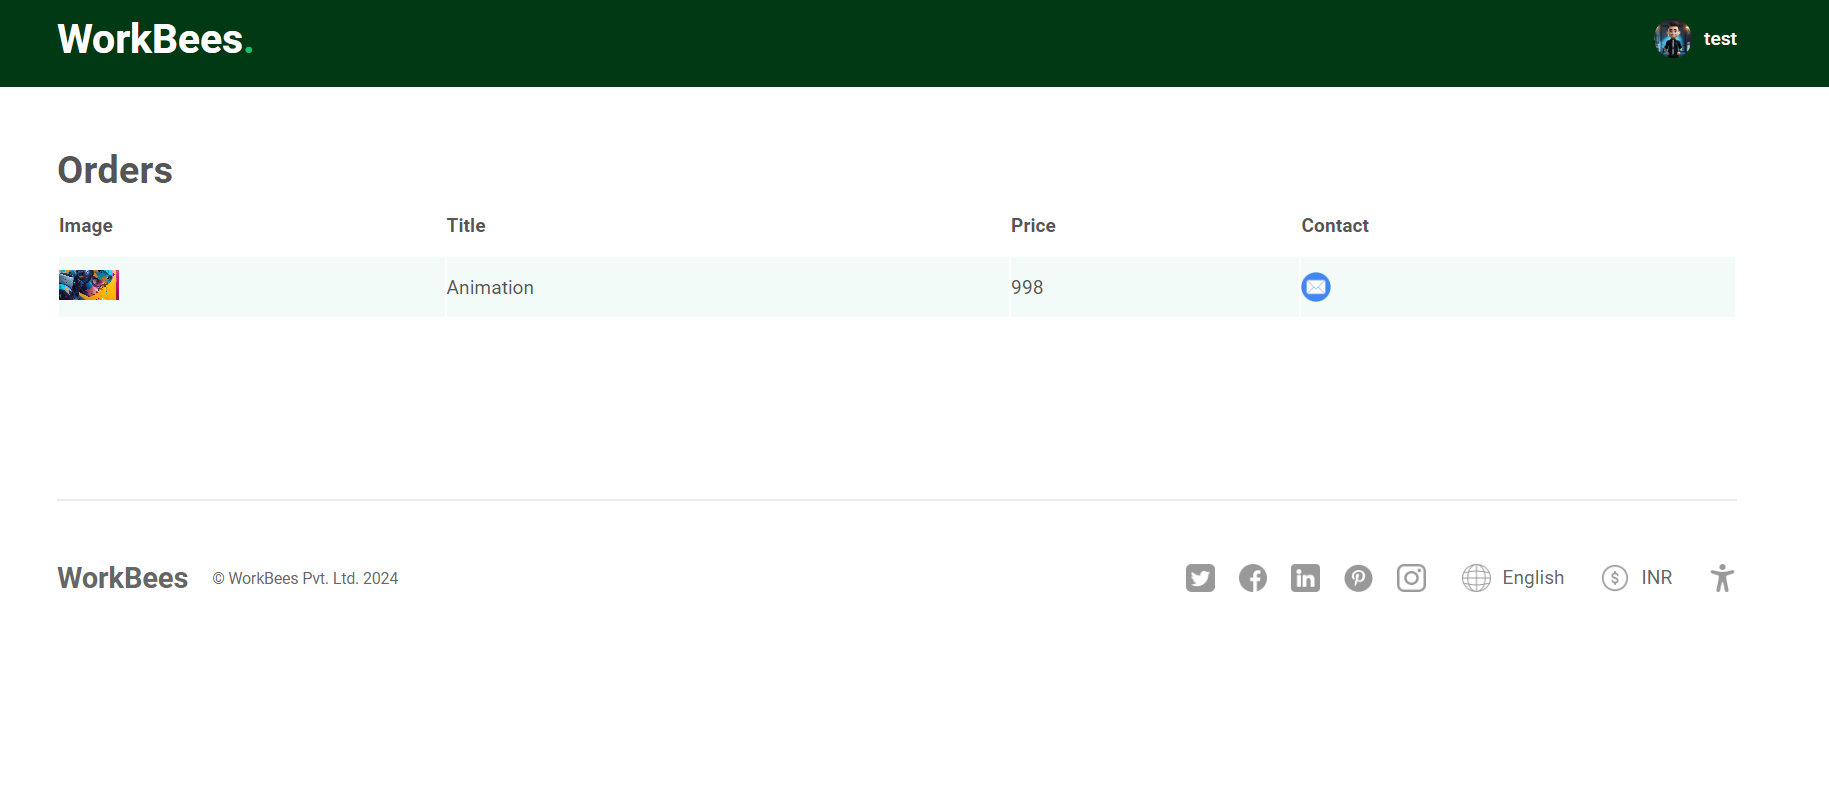 WorkBees.
test
Orders
Image Title Price Contact
Animation 998
WorkBees © WorkBees Pvt. Ltd. 2024 English INR